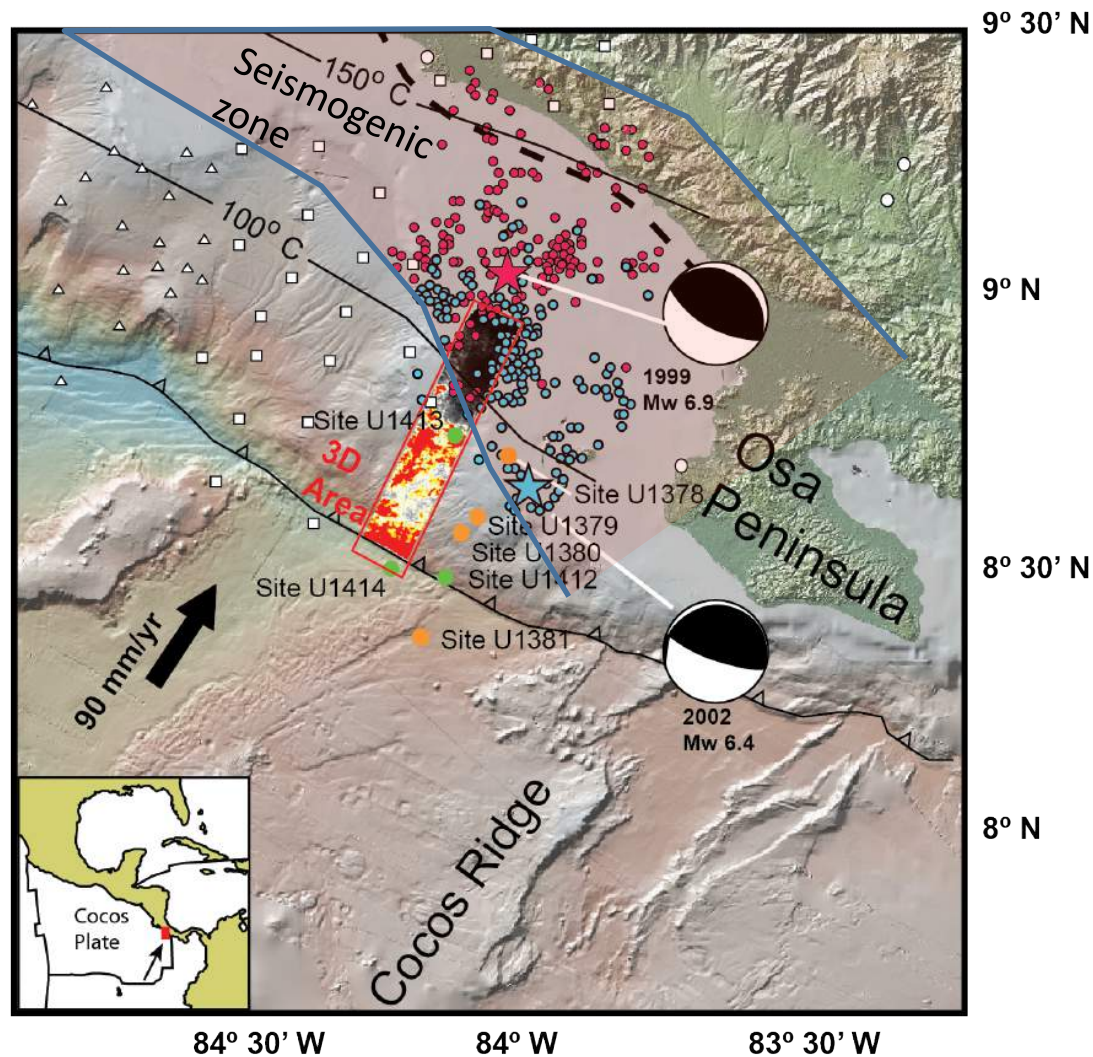 9º 30’ N
150º C
Seismogenic
zone
100º C
9º N
1999
Mw 6.9
Site U1413
3D
Area
Osa
Peninsula
Site U1378
Site U1379
Site U1380
Site U1412
Site U1414
8º 30’ N
Site U1381
90 mm/yr
2002
Mw 6.4
Cocos Ridge
8º N
Cocos
Plate
84º 30’ W
84º W
83º 30’ W